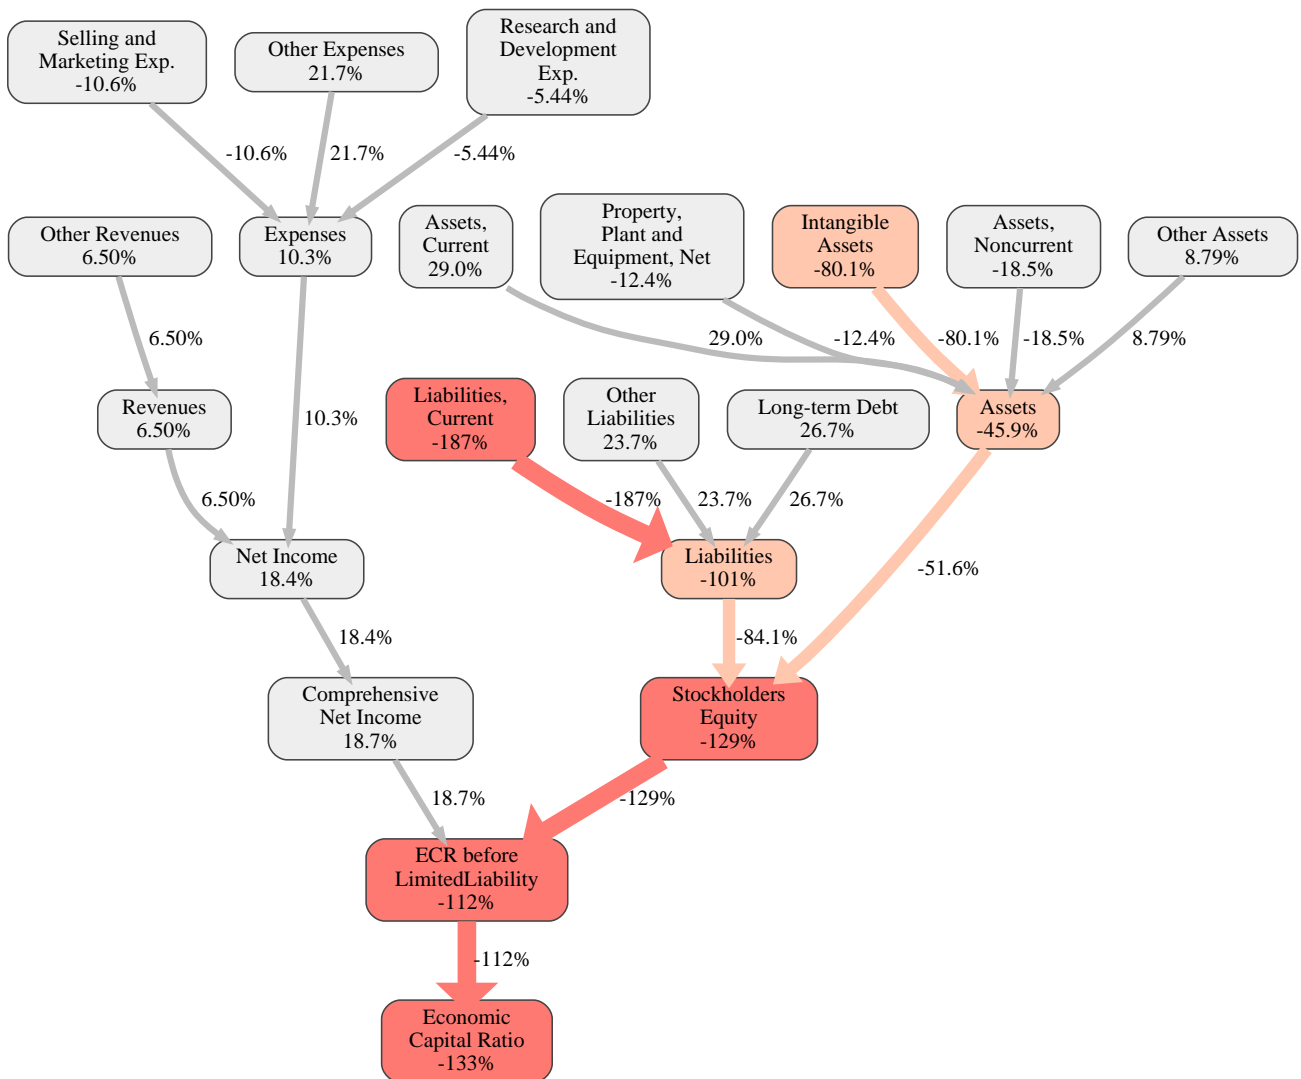 Selling and
Marketing Exp.
-10.6%
Other Expenses
21.7%
Research and
Development
Exp.
-5.44%
-10.6%
21.7%
-5.44%
Other Revenues
6.50%
Expenses
10.3%
Assets,
Current
29.0%
Property,
Plant and
Equipment, Net
-12.4%
Intangible
Assets
-80.1%
Assets,
Noncurrent
-18.5%
Other Assets
8.79%
6.50%
29.0%
-12.4%
-80.1%
-18.5%
8.79%
Revenues
6.50%
10.3%
Liabilities,
Current
-187%
Other
Liabilities
23.7%
Long-term Debt
26.7%
Assets
-45.9%
6.50%
-187%
23.7%
26.7%
Net Income
18.4%
Liabilities
-101%
-51.6%
18.4%
-84.1%
Comprehensive
Net Income
18.7%
Stockholders
Equity
-129%
18.7%
-129%
ECR before
LimitedLiability
-112%
-112%
Economic
Capital Ratio
-133%